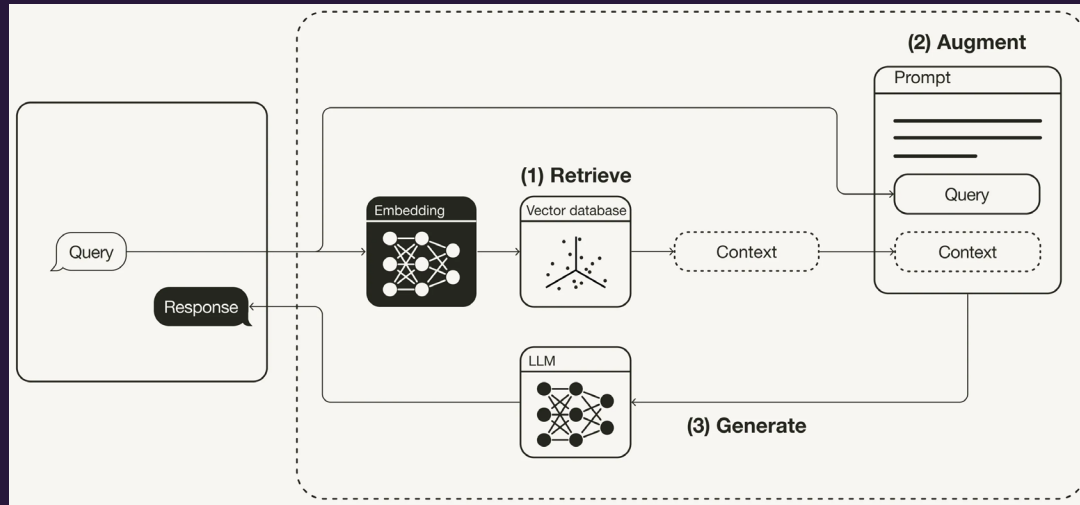 (2) Augment
Prompt
(1) Retrieve
Query
Embedding
Vector database
Query
Context
Context
Response
LLM
(3) Generate